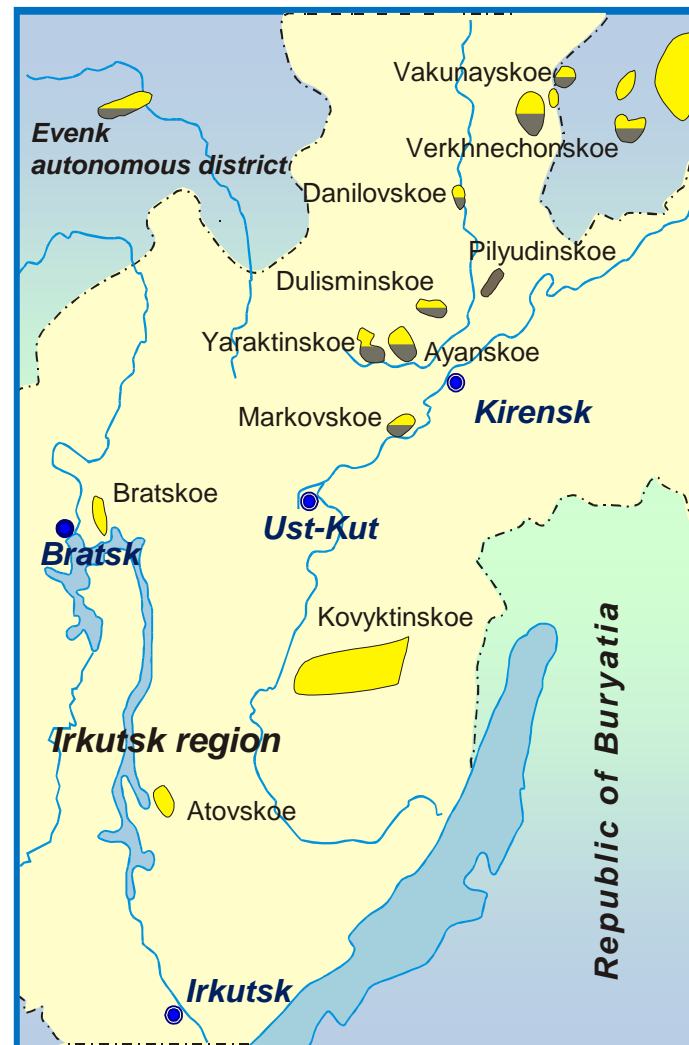 Vakunayskoe
Evenk
autonomous district
Verkhnechonskoe
Danilovskoe
Pilyudinskoe
Dulisminskoe
Yaraktinskoe
Ayanskoe
Kirensk
Markovskoe
Bratskoe
Ust-Kut
Bratsk
Kovyktinskoe
Republic of Buryatia
Irkutsk region
Atovskoe
Irkutsk